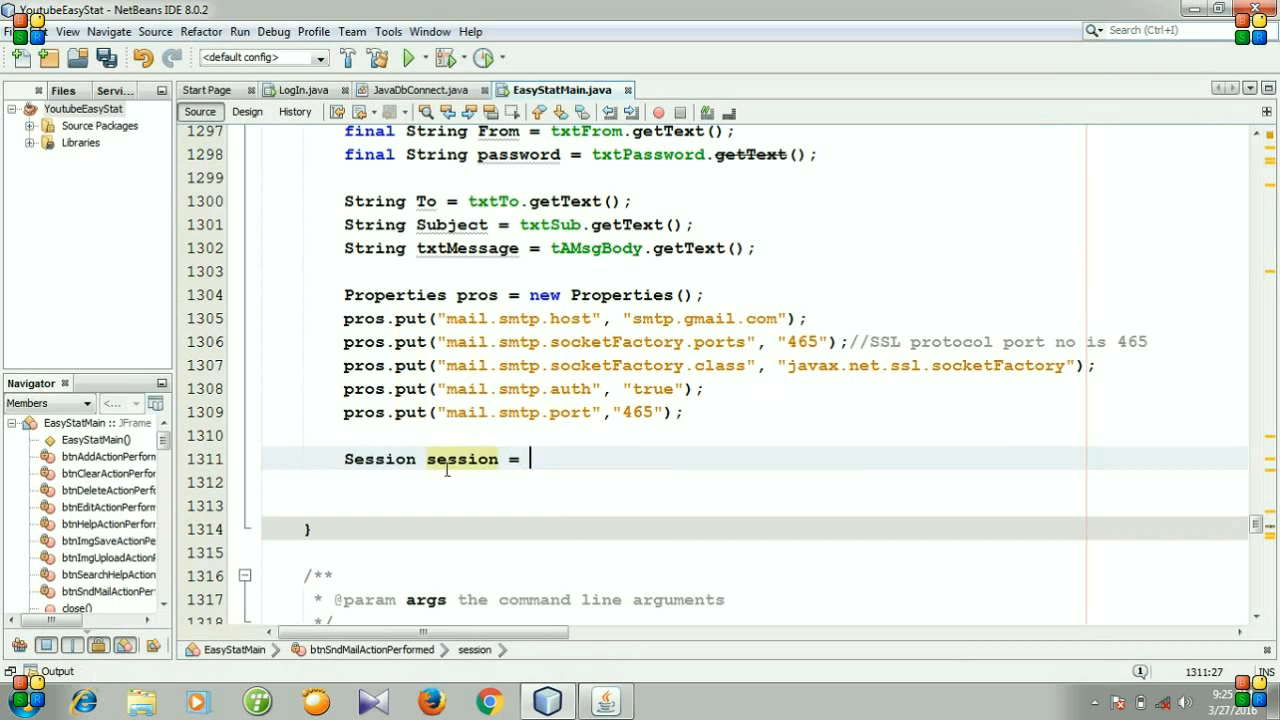 YoutubeEasyStat - NetBeans IDE 8.0.2
View Navigate Source Refactor Run Debug Profile Team Tools Window Help
Search (Ctrl+I)
<default config>
Files Servi...
Start Page LogIn.java JavaDbConnect.java EasyStatMain.java
YoutubeEasyStat
Source Packages
Libraries
Source Design History
1297 final String From = txtFrom.getText();
1298 final String password = txtPassword.getText();
1299
1300 String To = txtTo.getText();
1301 String Subject = txtSub.getText();
1302 String txtMessage = tAMsgBody.getText();
1303
1304 Properties pros = new Properties();
1305 pros.put("mail.smtp.host", "smtp.gmail.com");
1306 pros.put("mail.smtp.socketFactory.ports", "465");//SSL protocol port no is 465
1307 pros.put("mail.smtp.socketFactory.class", "javax.net.ssl.socketFactory");
1308 pros.put("mail.smtp.auth", "true");
1309 pros.put("mail.smtp.port","465");
1310
1311 Session session =
1312
1313
1314 }
1315
1316 /**
1317 * @param args the command line arguments
1318 */
Navigator
Members <...
EasyStatMain :: JFrame
EasyStatMain()
btnAddActionPerform
btnClearActionPerform
btnDeleteActionPerfo
btnEditActionPerform
btnHelpActionPerform
btnImgSaveActionPe
btnImgUploadActionP
btnSearchHelpAction
btnSndMailActionPer
close()
EasyStatMain btnSndMailActionPerformed session
Output
1311:27 INS
9:25
3/27/2016